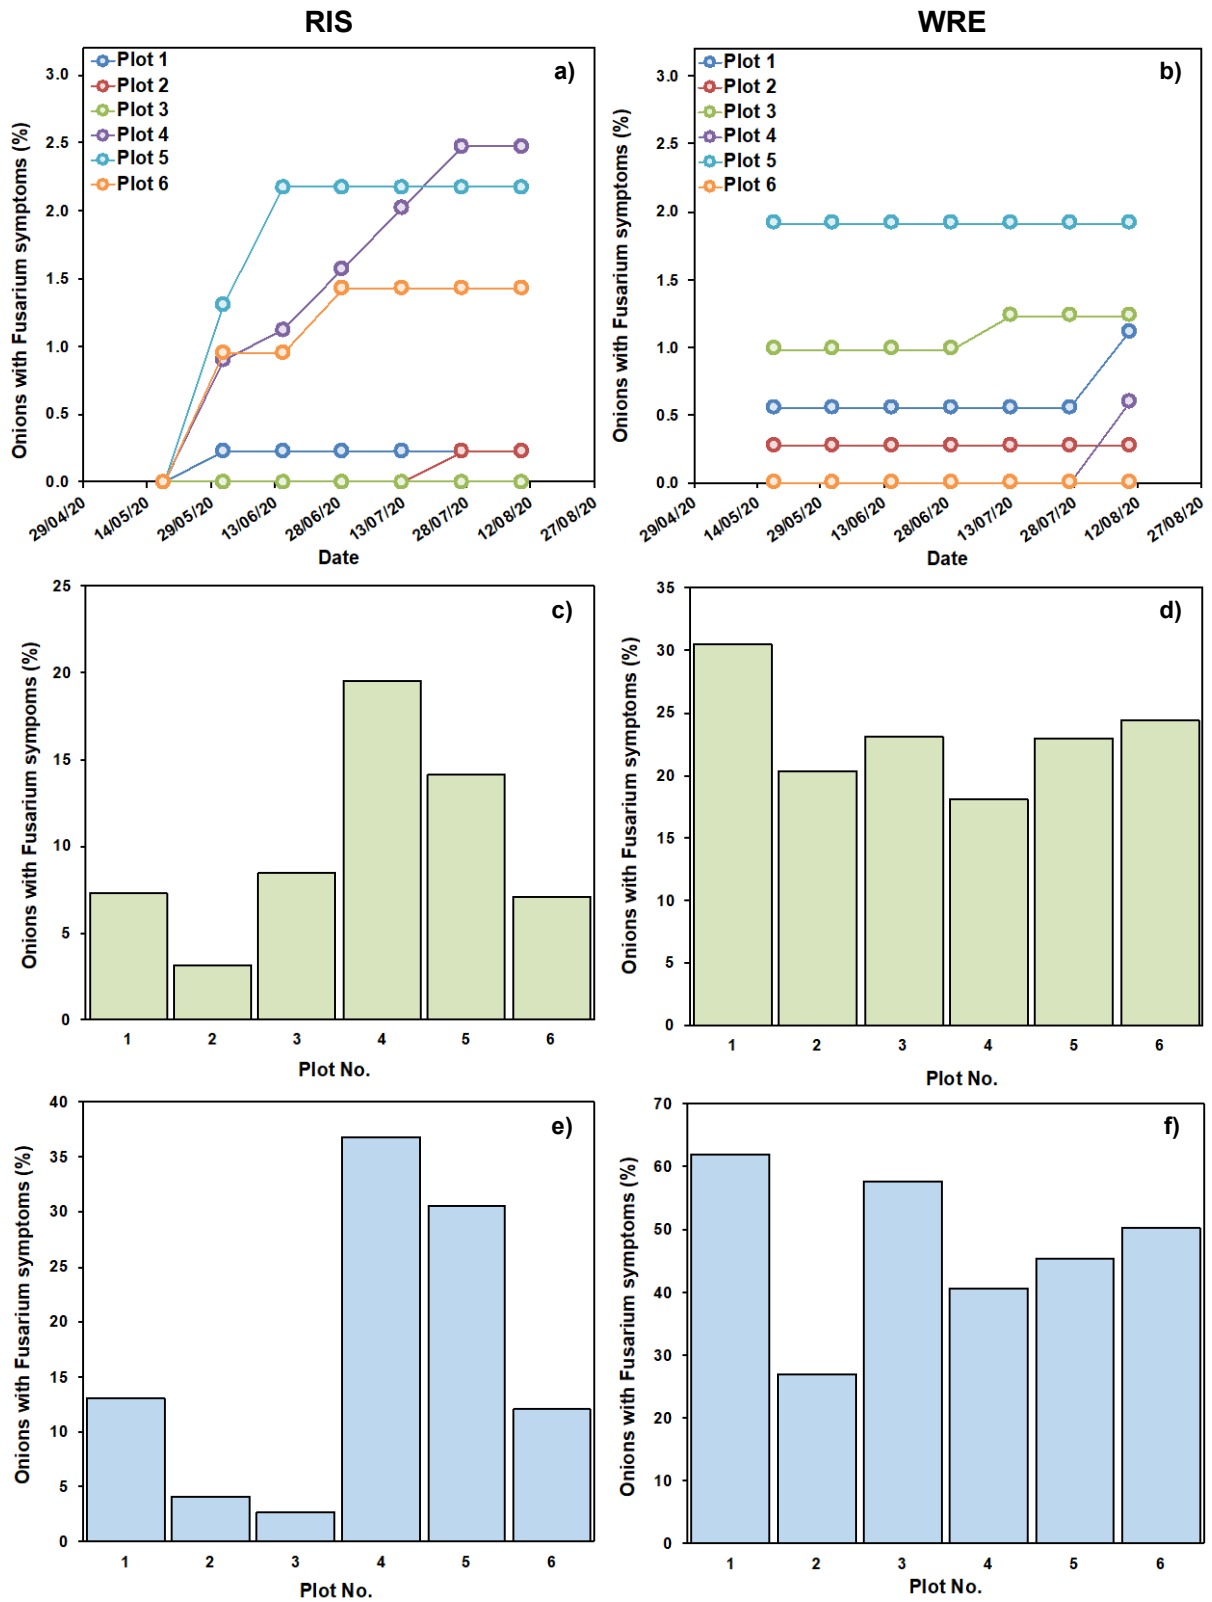 RIS
WRE
a)
Plot 1
Plot 2
Plot 3
Plot 4
Plot 5
Plot 6
Onions with Fusarium symptoms (%)
3.0
2.5
2.0
1.5
1.0
0.5
0.0
29/04/20 14/05/20 29/05/20 13/06/20 28/06/20 13/07/20 28/07/20 12/08/20 27/08/20
Date
b)
Plot 1
Plot 2
Plot 3
Plot 4
Plot 5
Plot 6
Onions with Fusarium symptoms (%)
3.0
2.5
2.0
1.5
1.0
0.5
0.0
29/04/20 14/05/20 29/05/20 13/06/20 28/06/20 13/07/20 28/07/20 12/08/20 27/08/20
Date
c)
Onions with Fusarium sympoms (%)
25
20
15
10
5
0
1 2 3 4 5 6
Plot No.
d)
Onions with Fusarium symptoms (%)
35
30
25
20
15
10
5
0
1 2 3 4 5 6
Plot No.
e)
Onions with Fusarium symptoms (%)
40
35
30
25
20
15
10
5
0
1 2 3 4 5 6
Plot No.
f)
Onions with Fusarium symptoms (%)
70
60
50
40
30
20
10
0
1 2 3 4 5 6
Plot No.